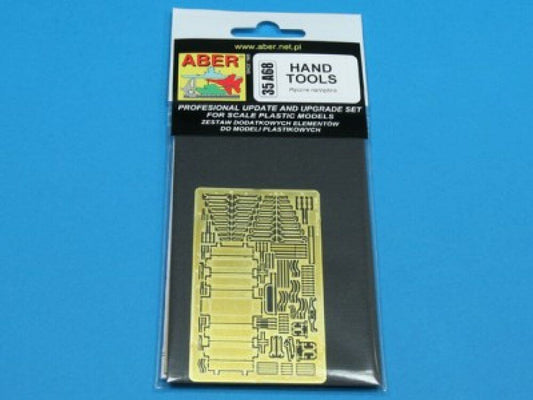 www.aber.net.pl
ABER
35 A68
HAND
TOOLS
Ręczne narzędzia
PROFESIONAL UPDATE AND UPGRADE SET
FOR SCALE PLASTIC MODELS
ZESTAW DODATKOWYCH ELEMENTÓW
DO MODELI PLASTIKOWYCH